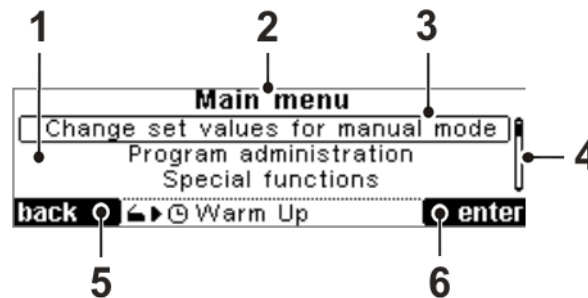 1 2 3
Main menu
Change set values for manual mode
Program administration
Special functions
4
back Warm Up enter
5 6